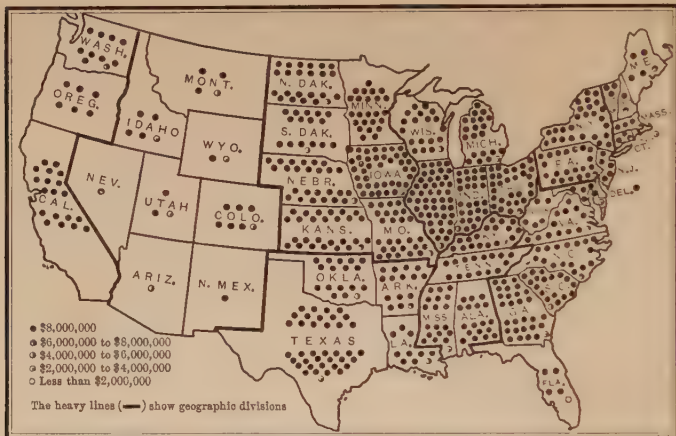 WASH.
MONT.
N. DAK.
MINN.
ME.
OREG.
IDAHO
S. DAK.
WIS.
MICH.
N.Y.
MASS.
WYO.
CT.
NEBR.
IOWA
PA.
N.J.
NEV.
UTAH
COLO.
DEL.
CAL.
KANS.
MO.
KY.
VA.
ARIZ.
N. MEX.
OKLA.
ARK.
TENN.
N.C.
S.C.
TEXAS
LA.
MISS.
ALA.
GA.
FLA.
$8,000,000
$6,000,000 to $8,000,000
$4,000,000 to $6,000,000
$2,000,000 to $4,000,000
Less than $2,000,000
The heavy lines (▬) show geographic divisions